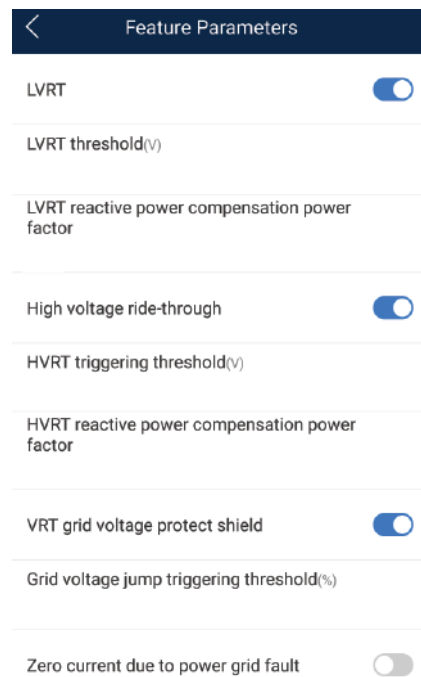 Feature Parameters
LVRT
LVRT threshold(V)
LVRT reactive power compensation power
factor
High voltage ride-through
HVRT triggering threshold(V)
HVRT reactive power compensation power
factor
VRT grid voltage protect shield
Grid voltage jump triggering threshold(%)
Zero current due to power grid fault